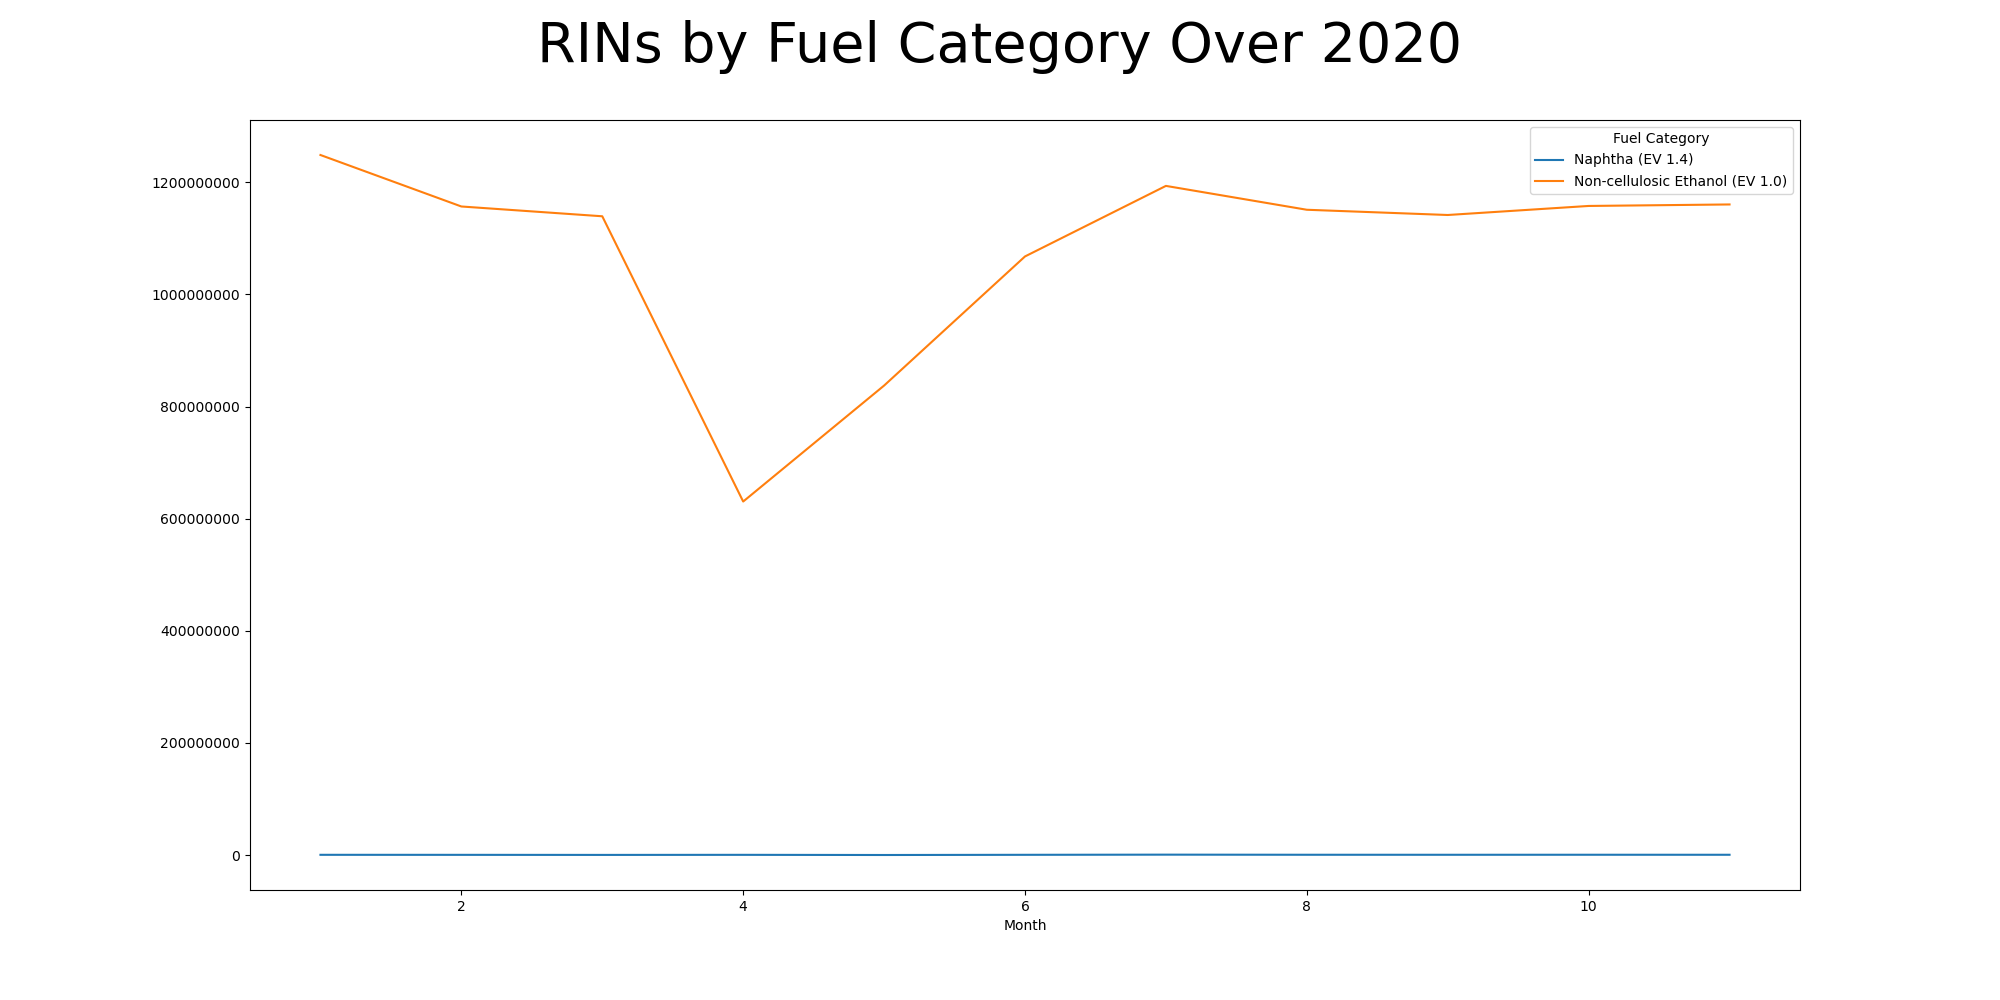 RINs by Fuel Category Over 2020
Fuel Category
Naphtha (EV 1.4)
Non-cellulosic Ethanol (EV 1.0)
1200000000
1000000000
800000000
600000000
400000000
200000000
0
2 4 6 8 10
Month